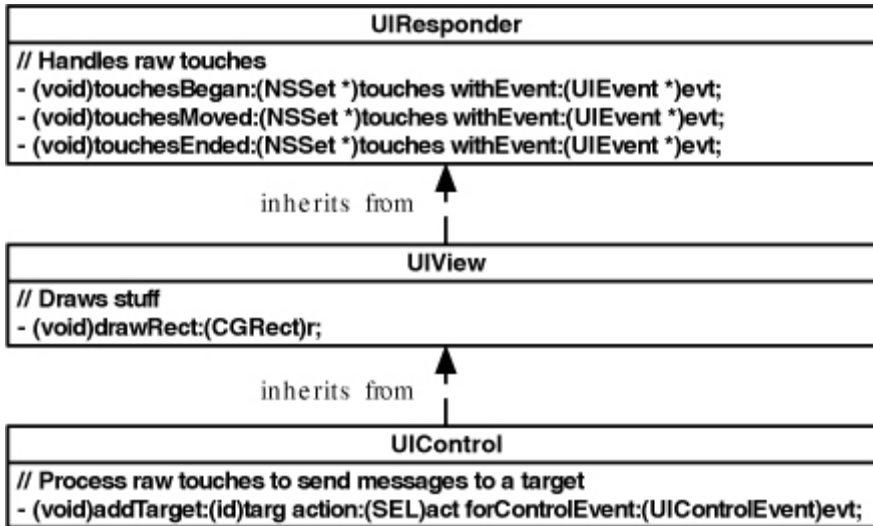 UIResponder
// Handles raw touches
- (void)touchesBegan:(NSSet *)touches withEvent:(UIEvent *)evt;
- (void)touchesMoved:(NSSet *)touches withEvent:(UIEvent *)evt;
- (void)touchesEnded:(NSSet *)touches withEvent:(UIEvent *)evt;
inherits from
UIView
// Draws stuff
- (void)drawRect:(CGRect)r;
inherits from
UIControl
// Process raw touches to send messages to a target
- (void)addTarget:(id)targ action:(SEL)act forControlEvent:(UIControlEvent)evt;